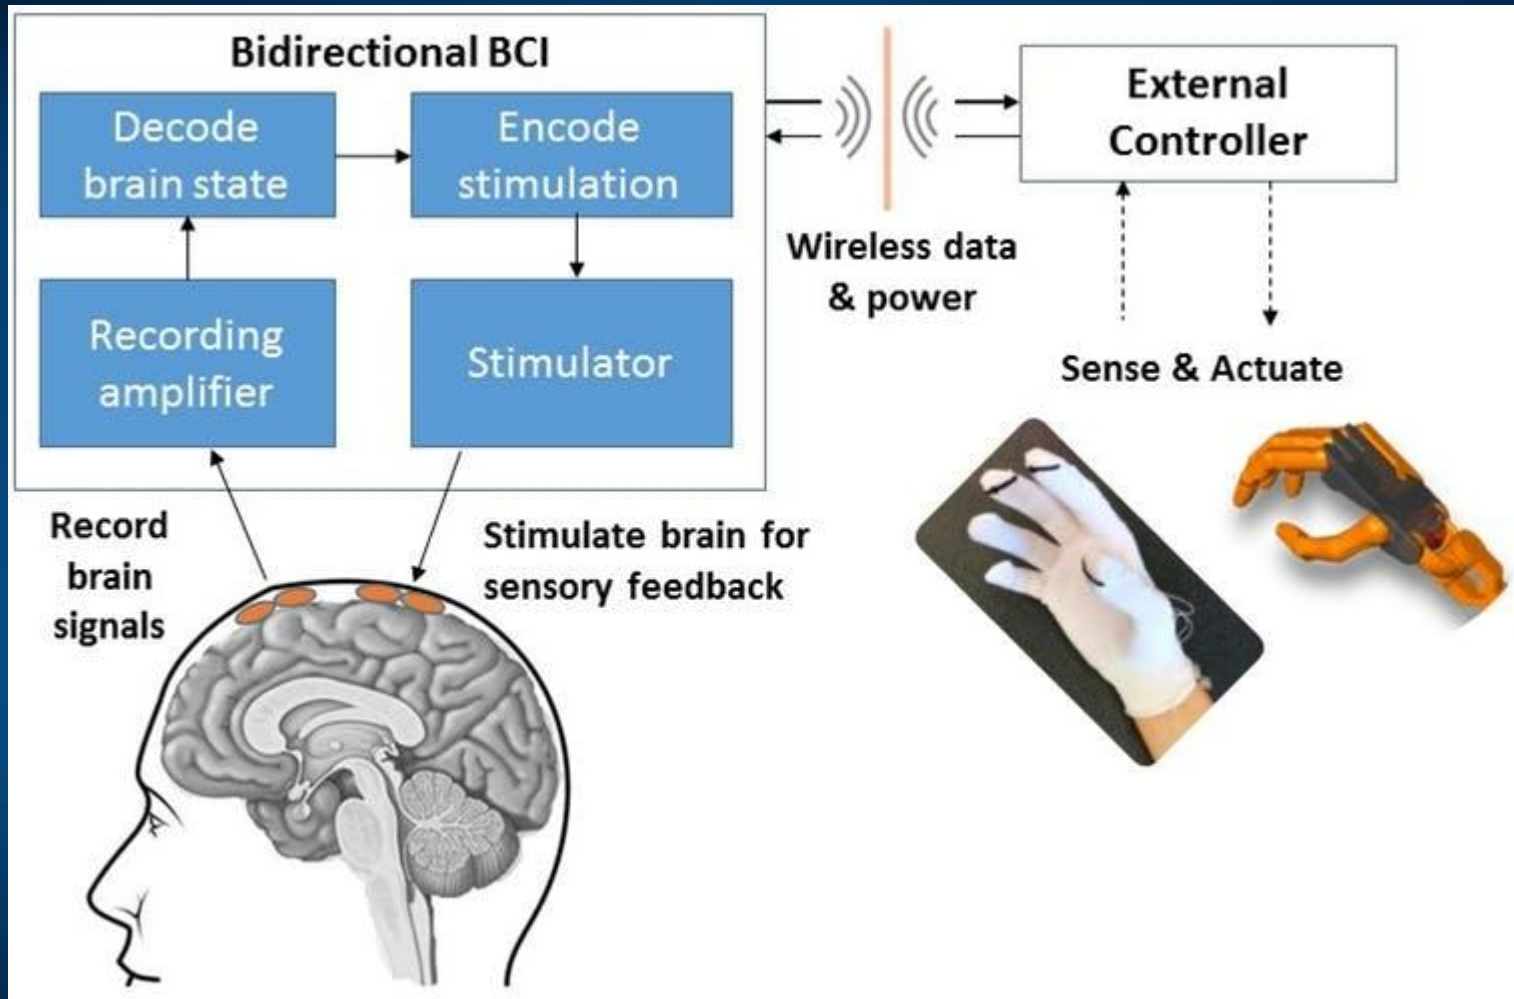 Bidirectional BCI
Decode
brain state
Encode
stimulation
Recording
amplifier
Stimulator
External
Controller
Wireless data
& power
Sense & Actuate
Record
brain
signals
Stimulate brain for
sensory feedback